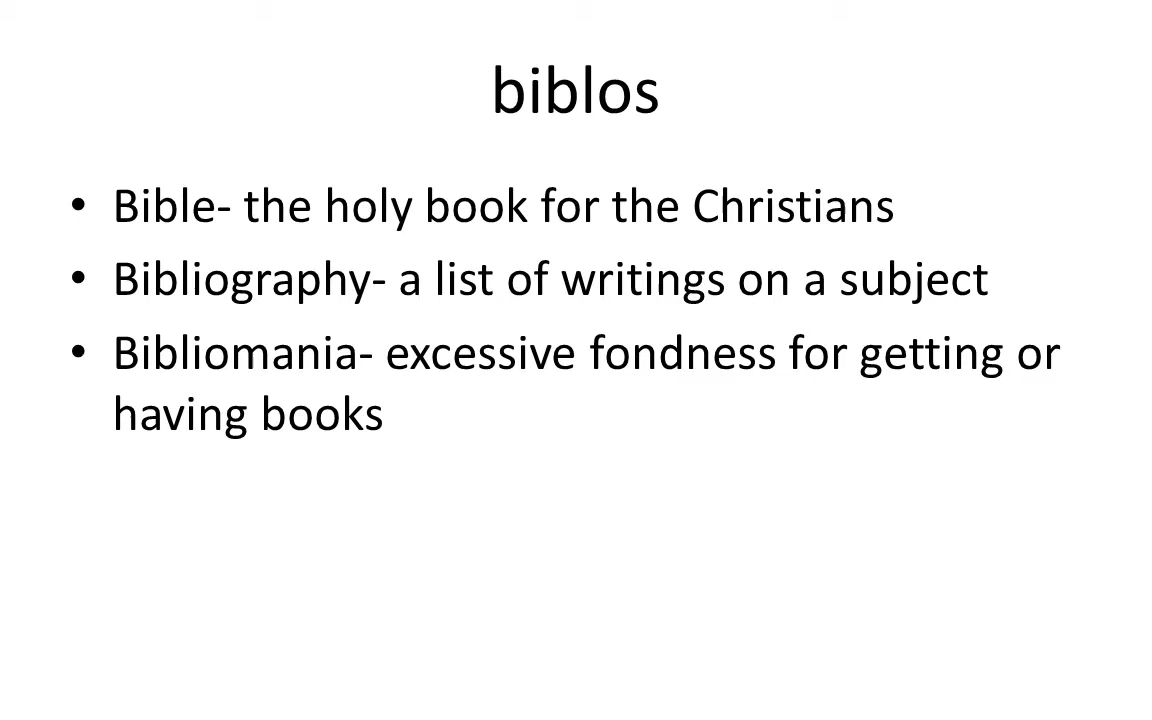 biblos
• Bible- the holy book for the Christians
• Bibliography- a list of writings on a subject
• Bibliomania- excessive fondness for getting or
having books